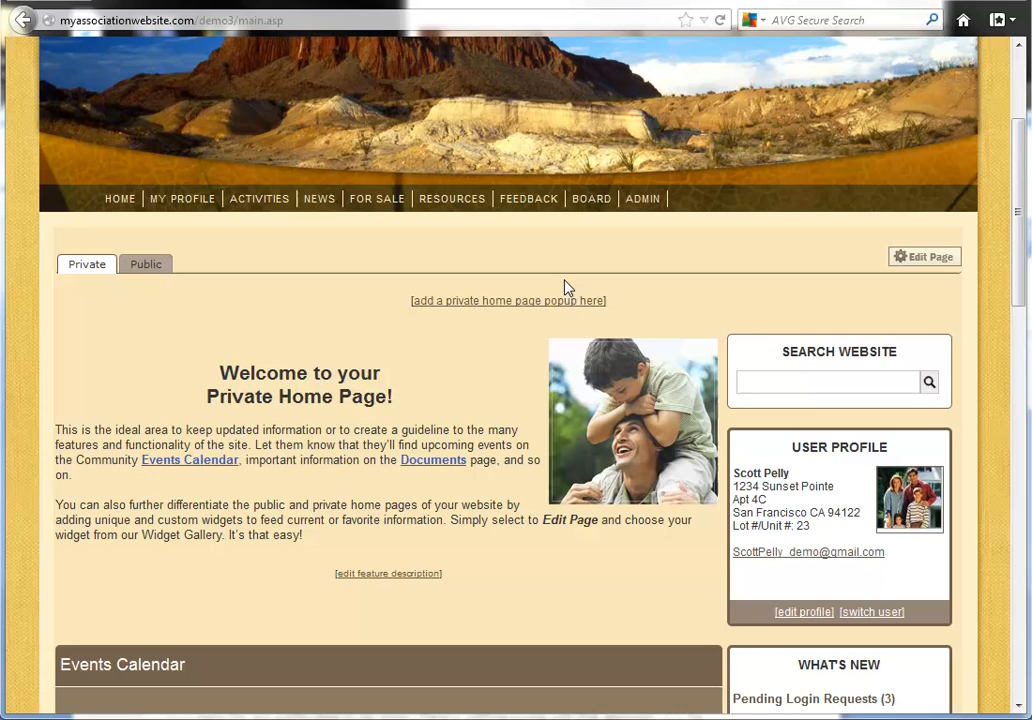 myassociationwebsite.com/demo3/main.asp
AVG Secure Search
HOME MY PROFILE ACTIVITIES NEWS FOR SALE RESOURCES FEEDBACK BOARD ADMIN
Private Public
Edit Page
[add a private home page popup here]
Welcome to your
Private Home Page!
This is the ideal area to keep updated information or to create a guideline to the many
features and functionality of the site. Let them know that they'll find upcoming events on
the Community Events Calendar, important information on the Documents page, and so
on.
You can also further differentiate the public and private home pages of your website by
adding unique and custom widgets to feed current or favorite information. Simply select to Edit Page and choose your
widget from our Widget Gallery. It's that easy!
[edit feature description]
Events Calendar
SEARCH WEBSITE
USER PROFILE
Scott Pelly
1234 Sunset Pointe
Apt 4C
San Francisco CA 94122
Lot #/Unit #: 23
ScottPelly_demo@gmail.com
[edit profile] [switch user]
WHAT'S NEW
Pending Login Requests (3)